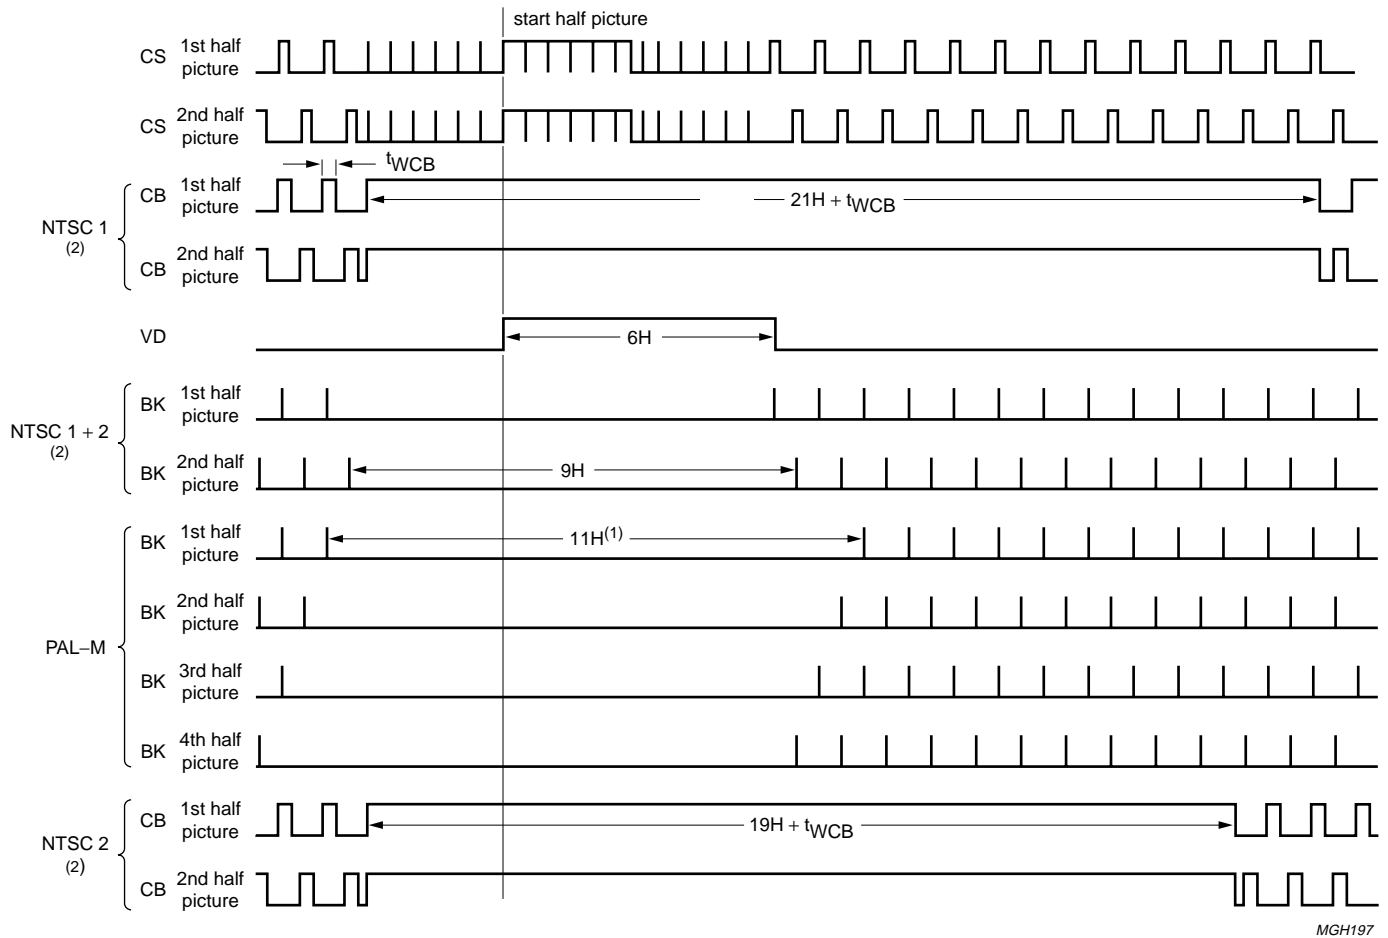 start half picture
CS 1st half
picture
CS 2nd half
picture
tWCB
NTSC 1
(2)
CB 1st half
picture
21H + tWCB
CB 2nd half
picture
VD
6H
NTSC 1 + 2
(2)
BK 1st half
picture
BK 2nd half
picture
9H
PAL–M
BK 1st half
picture
11H(1)
BK 2nd half
picture
BK 3rd half
picture
BK 4th half
picture
NTSC 2
(2)
CB 1st half
picture
19H + tWCB
CB 2nd half
picture
MGH197